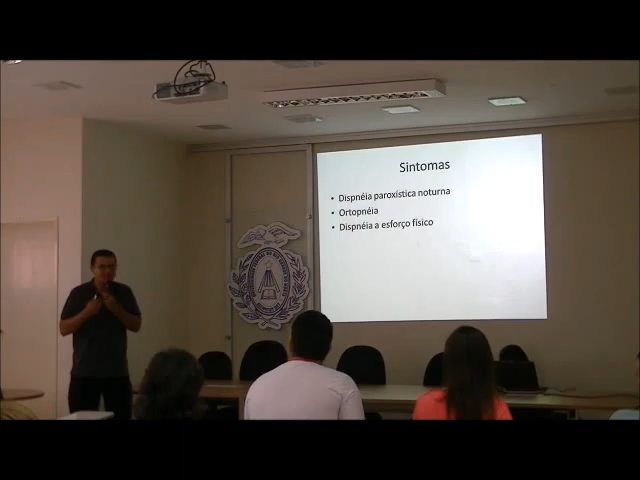 Sintomas
• Dispnéia paroxística noturna
• Ortopnéia
• Dispnéia a esforço físico